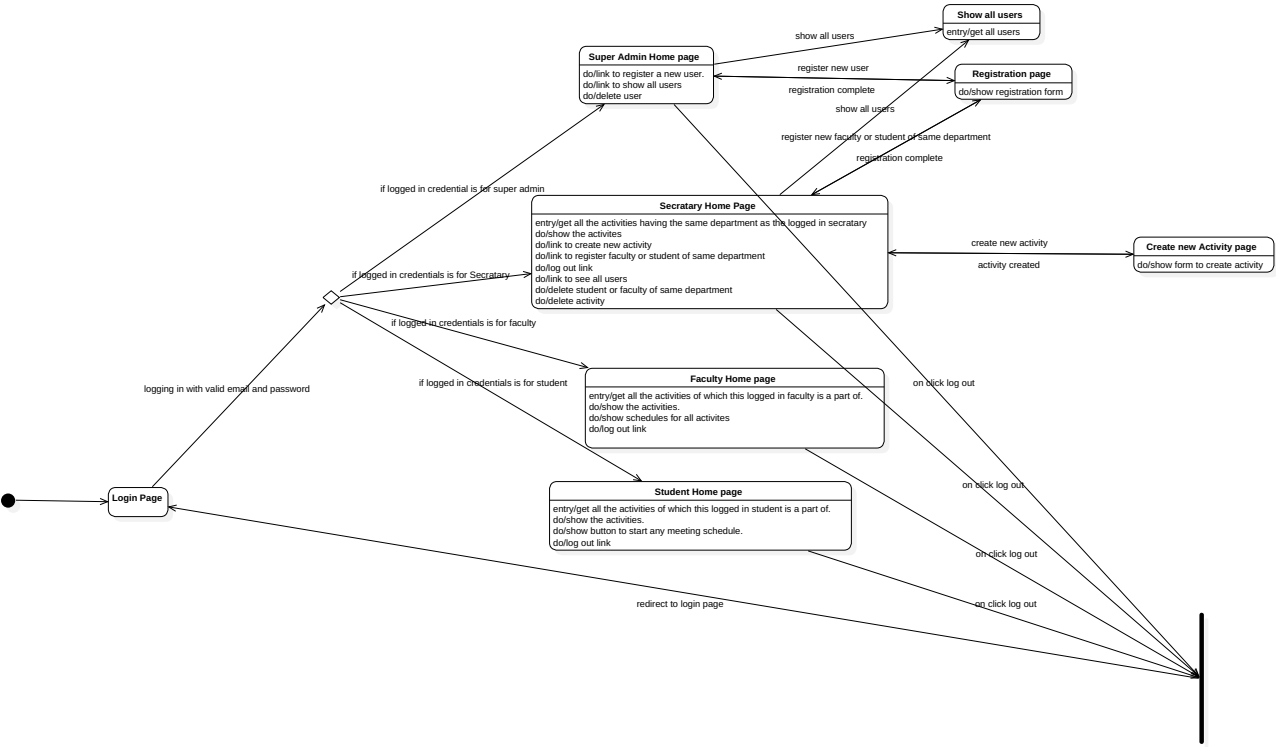 Show all users
entry/get all users
show all users
Super Admin Home page
do/link to register a new user.
do/link to show all users
do/delete user
register new user
registration complete
Registration page
do/show registration form
show all users
register new faculty or student of same department
registration complete
if logged in credential is for super admin
Secratary Home Page
entry/get all the activities having the same department as the logged in secratary
do/show the activites
do/link to create new activity
do/link to register faculty or student of same department
do/log out link
do/link to see all users
do/delete student or faculty of same department
do/delete activity
create new activity
activity created
Create new Activity page
do/show form to create activity
if logged in credentials is for Secratary
if logged in credentials is for faculty
if logged in credentials is for student
logging in with valid email and password
Faculty Home page
entry/get all the activities of which this logged in faculty is a part of.
do/show the activities.
do/show schedules for all activites
do/log out link
on click log out
Login Page
Student Home page
entry/get all the activities of which this logged in student is a part of.
do/show the activities.
do/show button to start any meeting schedule.
do/log out link
on click log out
on click log out
on click log out
redirect to login page